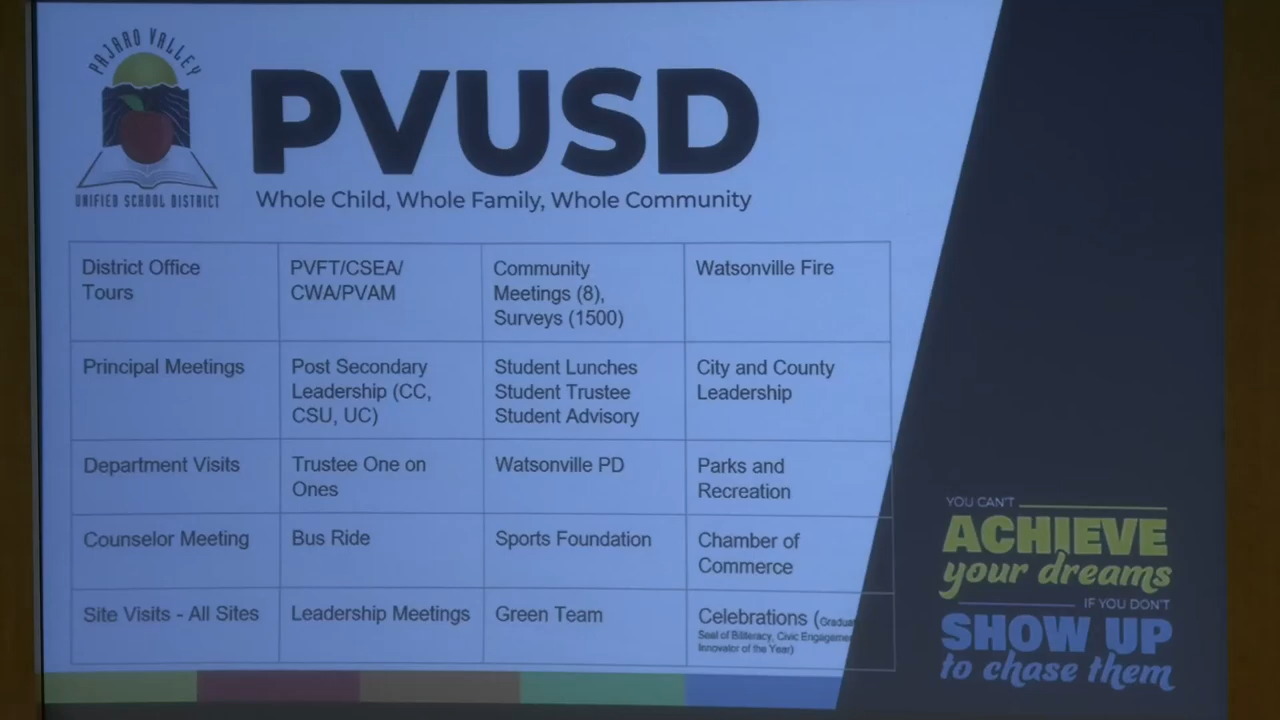 PAJARO VALLEY
UNIFIED SCHOOL DISTRICT
PVUSD
Whole Child, Whole Family, Whole Community
District Office
Tours
PVFT/CSEA/
CWA/PVAM
Community
Meetings (8),
Surveys (1500)
Watsonville Fire
Principal Meetings
Post Secondary
Leadership (CC,
CSU, UC)
Student Lunches
Student Trustee
Student Advisory
City and County
Leadership
Department Visits
Trustee One on
Ones
Watsonville PD
Parks and
Recreation
Counselor Meeting
Bus Ride
Sports Foundation
Chamber of
Commerce
Site Visits - All Sites
Leadership Meetings
Green Team
Celebrations (
Seal of Biliteracy, Civic
Innovator of the Year)
YOU CAN'T
ACHIEVE
your dreams
IF YOU DON'T
SHOW UP
to chase them